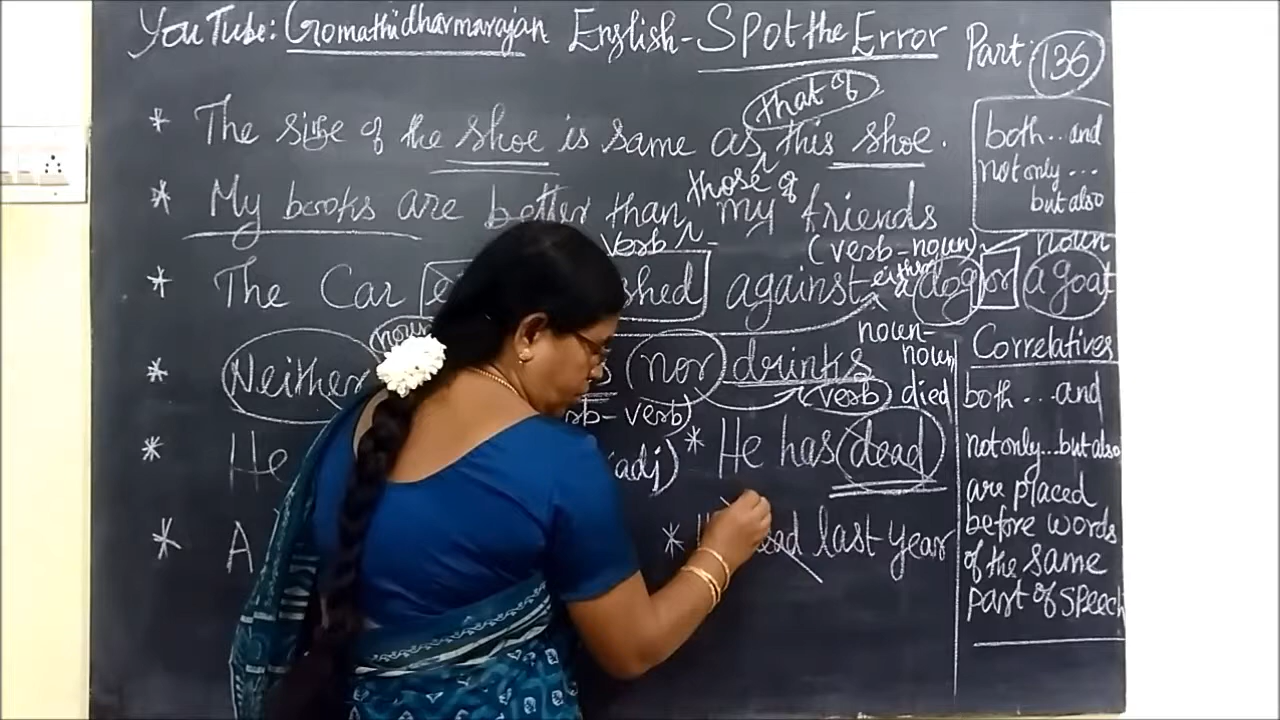 YouTube: Gomathidharmarajan English - Spot the Error Part: 136
that of
* The size of the shoe is same as this shoe.
those of
* My books are better than my friends
verb (verb-noun) noun
either
* The Car shed against dog or a goat
noun noun-noun
* Neither nor drinks
verb - verb) (verb) died
* He (adj) * He has dead
* A * dead last year
both.. and
not only...
but also
Correlatives
both ... and
not only...but also
are placed
before words
of the same
part of speech